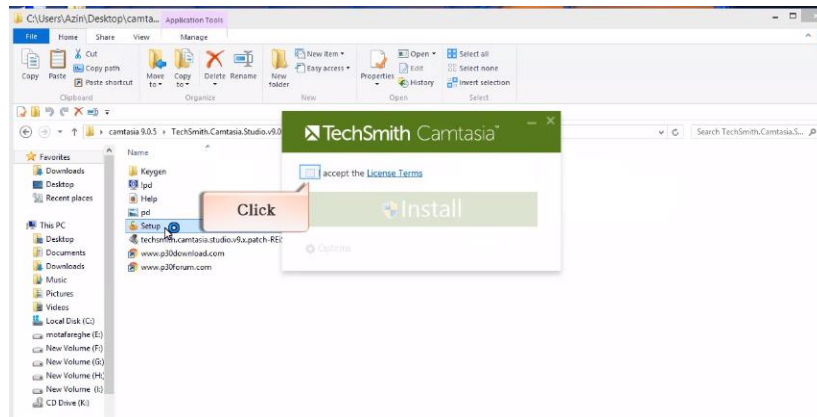 C:\Users\Azin\Desktop\camta... Application Tools
File Home Share View Manage
Copy
Paste
Cut
Copy path
Paste shortcut
Clipboard
Move to
Copy to
Delete
Rename
Organize
New folder
New item
Easy access
New
Properties
Open
Edit
History
Open
Select all
Select none
Invert selection
Select
camtasia 9.0.5 TechSmith.Camtasia.Studio.v9.0
Search TechSmith.Camtasia.S...
Favorites
Downloads
Desktop
Recent places
This PC
Desktop
Documents
Downloads
Music
Pictures
Videos
Local Disk (C:)
motafareghe (E:)
New Volume (F:)
New Volume (G:)
New Volume (H:)
New Volume (I:)
CD Drive (K:)
Name
Keygen
!pd
Help
pd
Setup
techsmith.camtasia.studio.v9.x.patch-REi
www.p30download.com
www.p30forum.com
Click
TechSmith Camtasia
I accept the License Terms
Install
Options